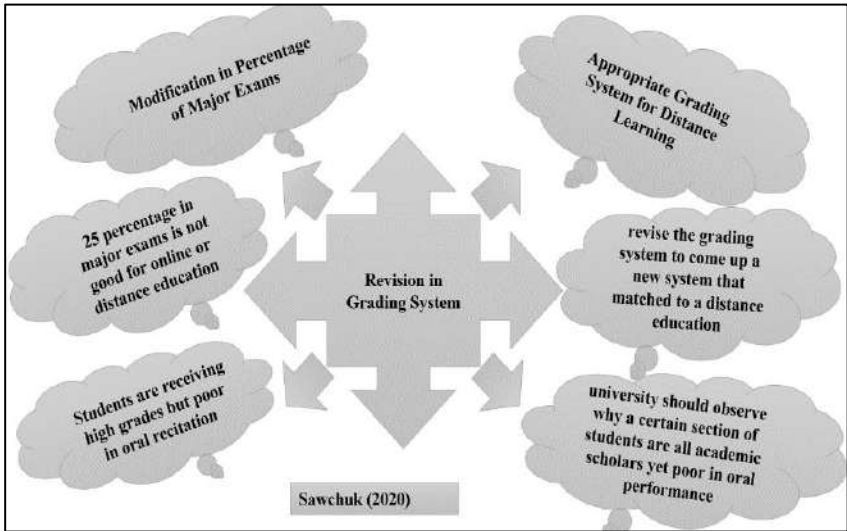 Modification in Percentage
of Major Exams
Appropriate Grading
System for Distance
Learning
25 percentage in
major exams is not
good for online or
distance education
Revision in
Grading System
revise the grading
system to come up a
new system that
matched to a distance
education
Students are receiving
high grades but poor
in oral recitation
university should observe
why a certain section of
students are all academic
scholars yet poor in oral
performance
Sawchuk (2020)